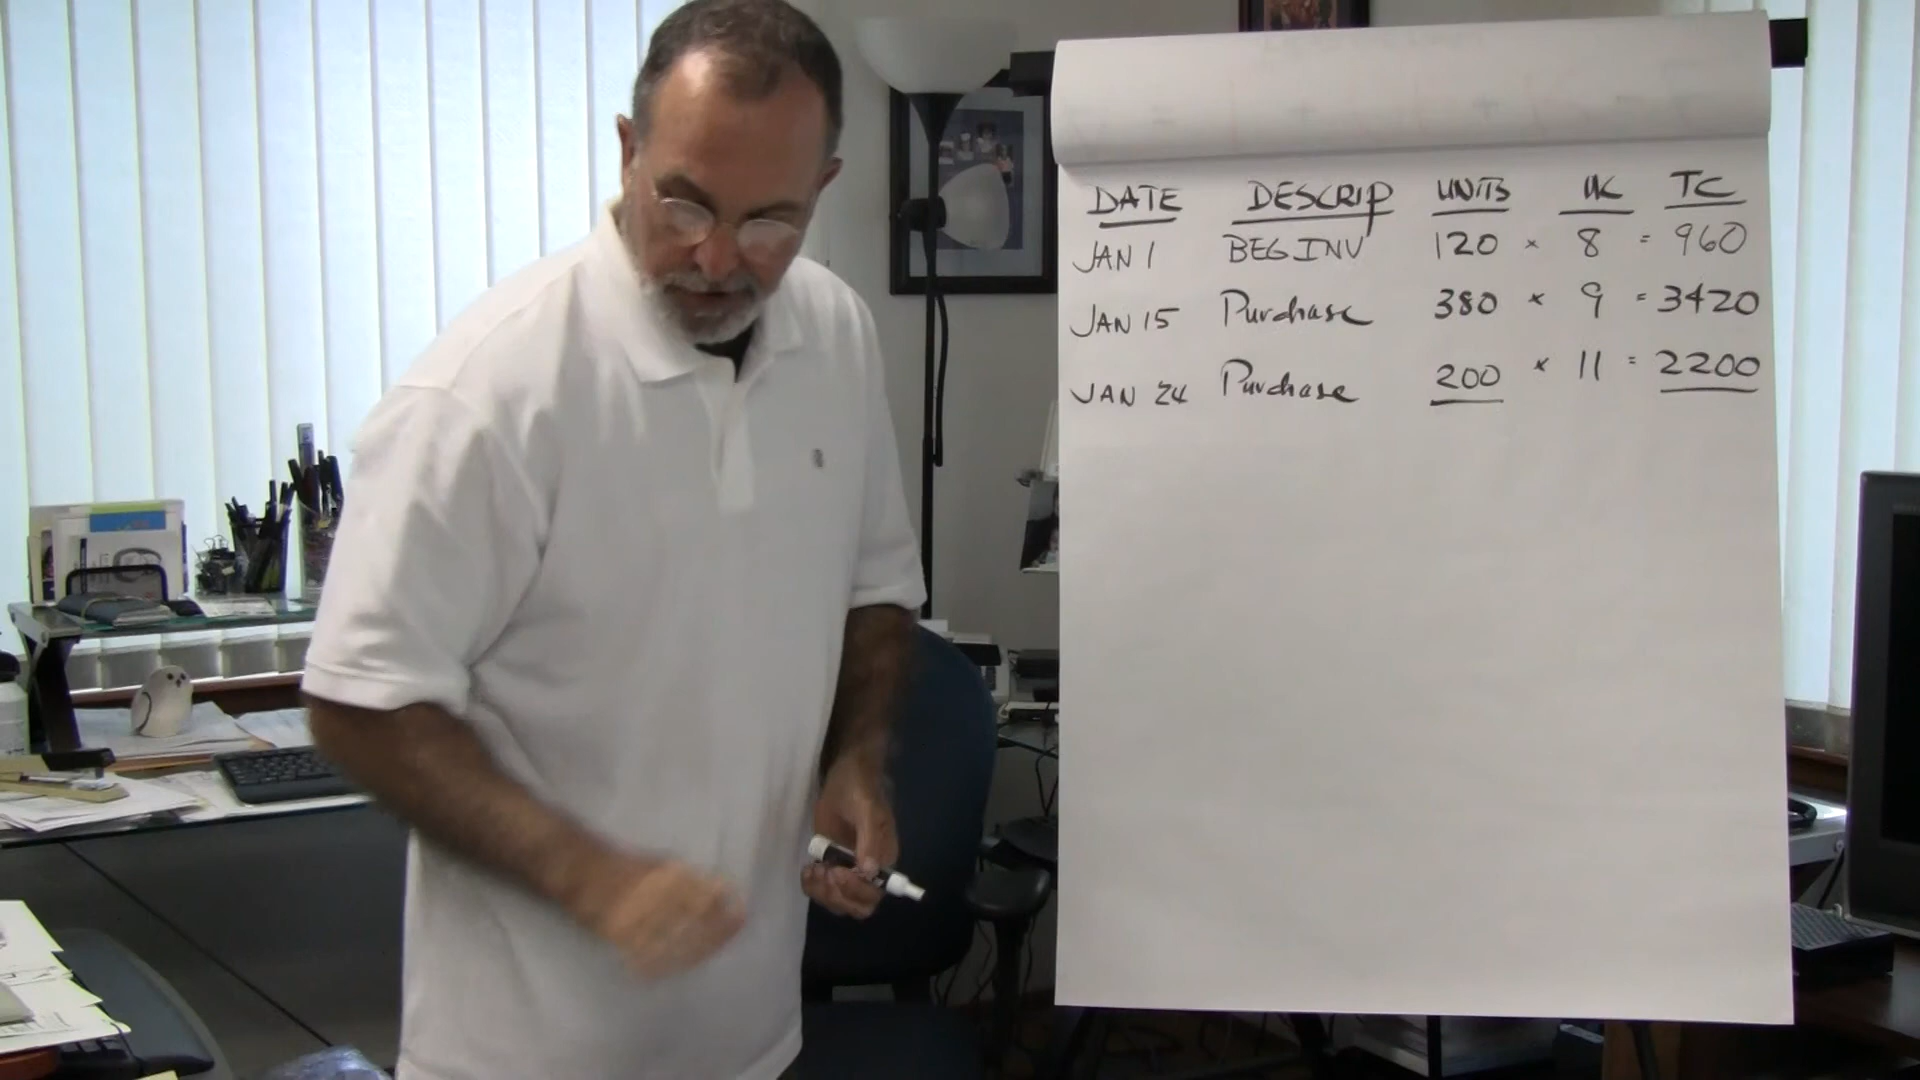 DATE DESCRIP UNITS UC TC
JAN 1 BEG INV 120 × 8 = 960
JAN 15 Purchase 380 × 9 = 3420
JAN 24 Purchase 200 × 11 = 2200